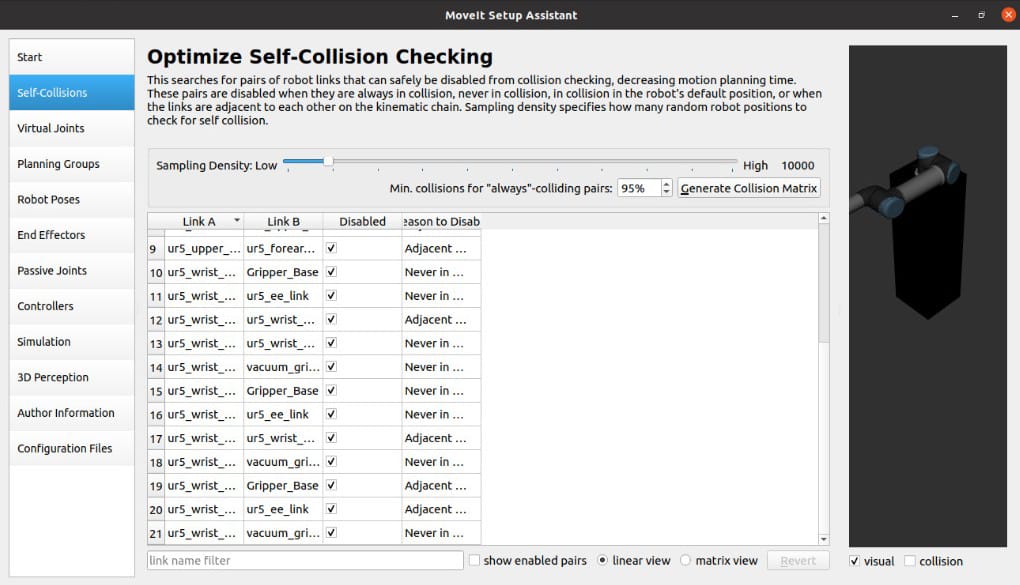 MoveIt Setup Assistant
Start
Self-Collisions
Virtual Joints
Planning Groups
Robot Poses
End Effectors
Passive Joints
Controllers
Simulation
3D Perception
Author Information
Configuration Files
Optimize Self-Collision Checking
This searches for pairs of robot links that can safely be disabled from collision checking, decreasing motion planning time.
These pairs are disabled when they are always in collision, never in collision, in collision in the robot's default position, or when
the links are adjacent to each other on the kinematic chain. Sampling density specifies how many random robot positions to
check for self collision.
Sampling Density: Low High 10000
Min. collisions for "always"-colliding pairs: 95% Generate Collision Matrix
Link A Link B Disabled eason to Disab
9 ur5_upper_... ur5_forear... Adjacent ...
10 ur5_wrist_... Gripper_Base Never in ...
11 ur5_wrist_... ur5_ee_link Never in ...
12 ur5_wrist_... ur5_wrist_... Adjacent ...
13 ur5_wrist_... ur5_wrist_... Never in ...
14 ur5_wrist_... vacuum_gri... Never in ...
15 ur5_wrist_... Gripper_Base Never in ...
16 ur5_wrist_... ur5_ee_link Never in ...
17 ur5_wrist_... ur5_wrist_... Adjacent ...
18 ur5_wrist_... vacuum_gri... Never in ...
19 ur5_wrist_... Gripper_Base Adjacent ...
20 ur5_wrist_... ur5_ee_link Adjacent ...
21 ur5_wrist_... vacuum_gri... Never in ...
link name filter show enabled pairs linear view matrix view Revert
visual collision